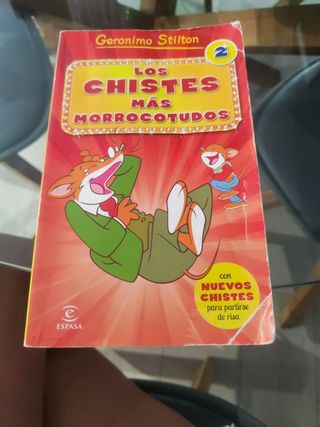 Geronimo Stilton
2
LOS
CHISTES
MÁS
MORROCOTUDOS
con
NUEVOS
CHISTES
para partirse
de risa
e
ESPASA